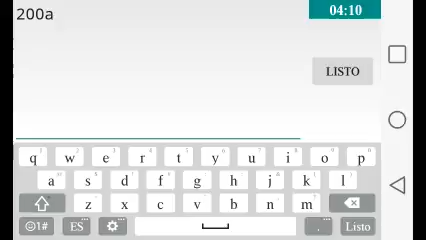 200a
04:10
LISTO
q w e r t y u i o p
a s d f g h j k l
z x c v b n m
☺1# ES . Listo